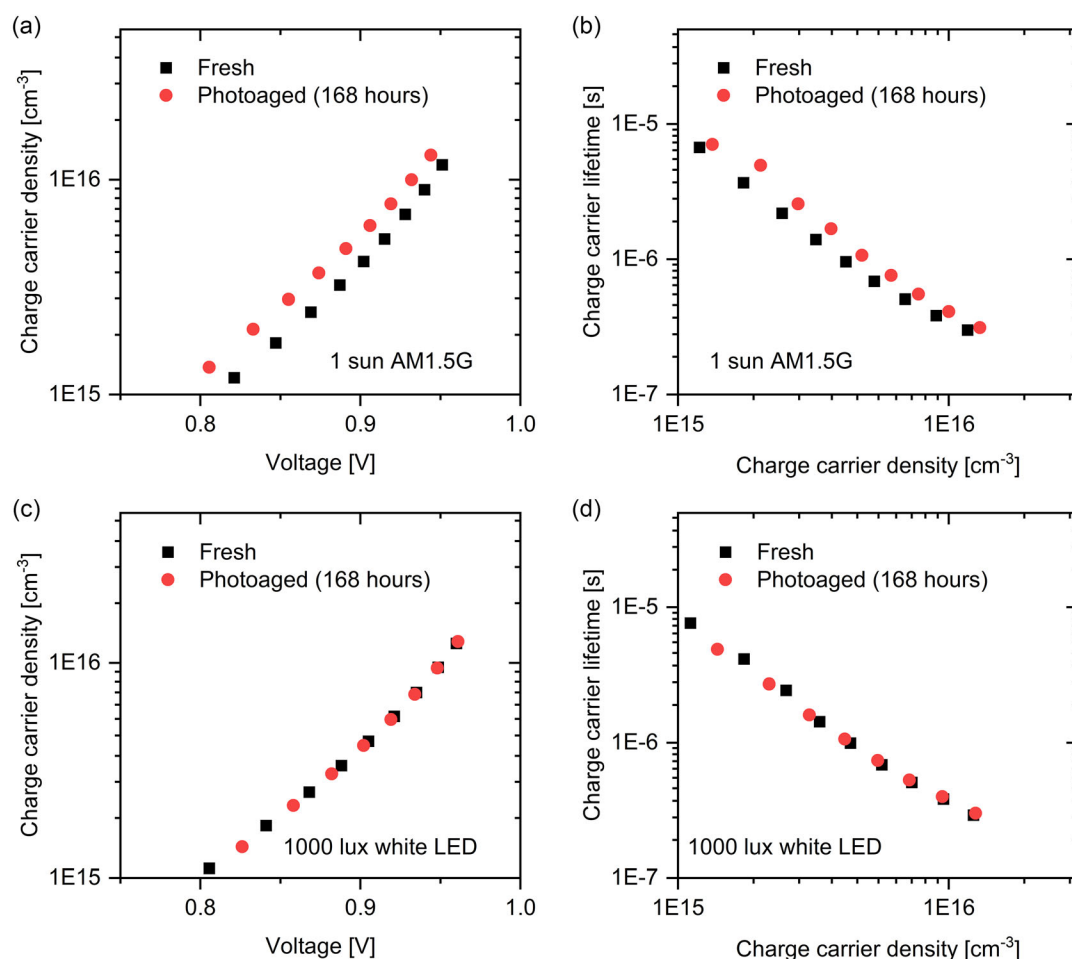 (a)
Charge carrier density [cm-3]
1E16
1E15
Fresh
Photoaged (168 hours)
1 sun AM1.5G
0.8
0.9
1.0
Voltage [V]
(b)
Charge carrier lifetime [s]
1E-5
1E-6
1E-7
Fresh
Photoaged (168 hours)
1 sun AM1.5G
1E15
1E16
Charge carrier density [cm-3]
(c)
Charge carrier density [cm-3]
1E16
1E15
Fresh
Photoaged (168 hours)
1000 lux white LED
0.8
0.9
1.0
Voltage [V]
(d)
Charge carrier lifetime [s]
1E-5
1E-6
1E-7
Fresh
Photoaged (168 hours)
1000 lux white LED
1E15
1E16
Charge carrier density [cm-3]